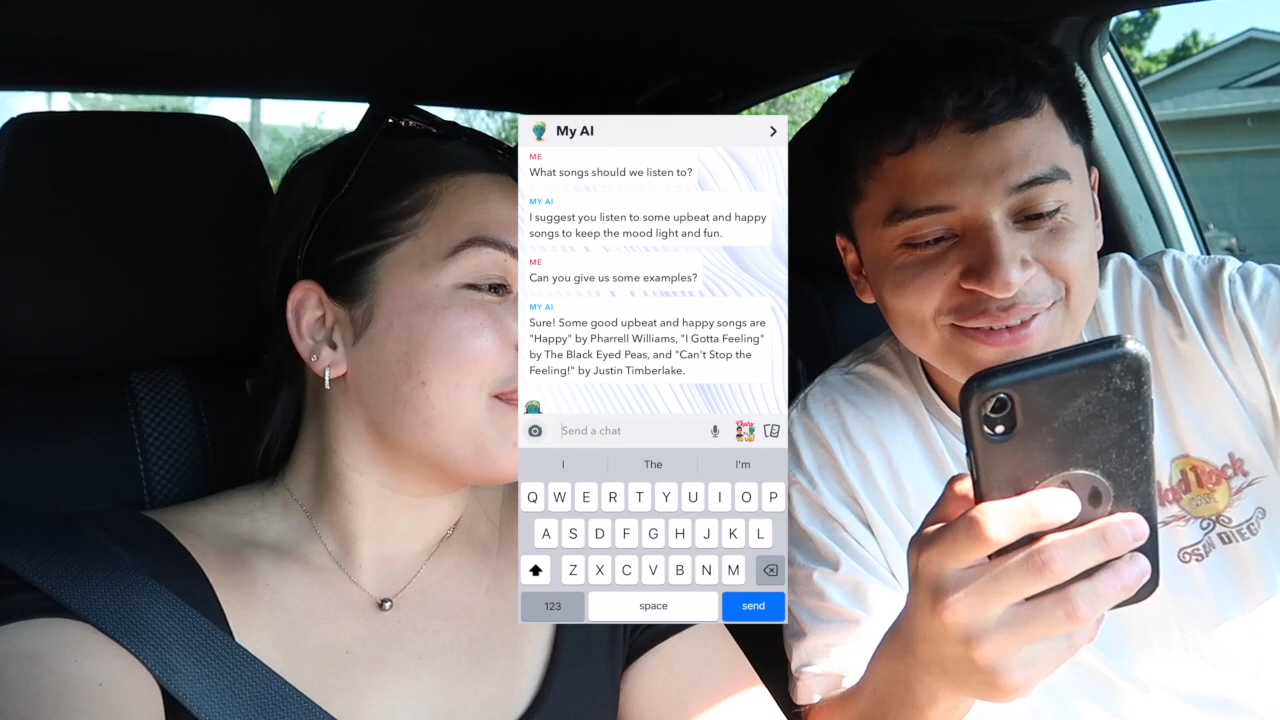 My AI
ME
What songs should we listen to?
MY AI
I suggest you listen to some upbeat and happy
songs to keep the mood light and fun.
ME
Can you give us some examples?
MY AI
Sure! Some good upbeat and happy songs are
"Happy" by Pharrell Williams, "I Gotta Feeling"
by The Black Eyed Peas, and "Can't Stop the
Feeling!" by Justin Timberlake.
Send a chat
I The I'm
Q W E R T Y U I O P
A S D F G H J K L
Z X C V B N M
123 space send
Hard Rock
CAFE
SAN DIEGO